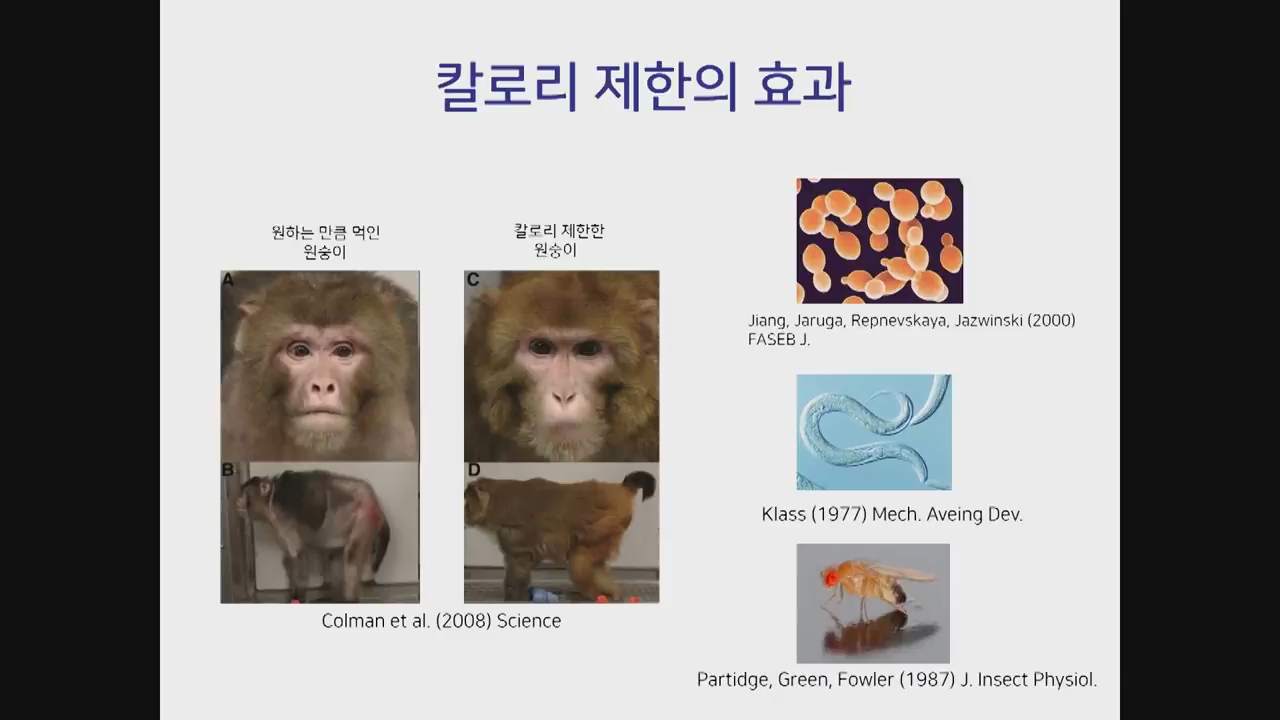 칼로리 제한의 효과
원하는 만큼 먹인
원숭이
칼로리 제한한
원숭이
A
C
B
D
Colman et al. (2008) Science
Jiang, Jaruga, Repnevskaya, Jazwinski (2000)
FASEB J.
Klass (1977) Mech. Aveing Dev.
Partidge, Green, Fowler (1987) J. Insect Physiol.